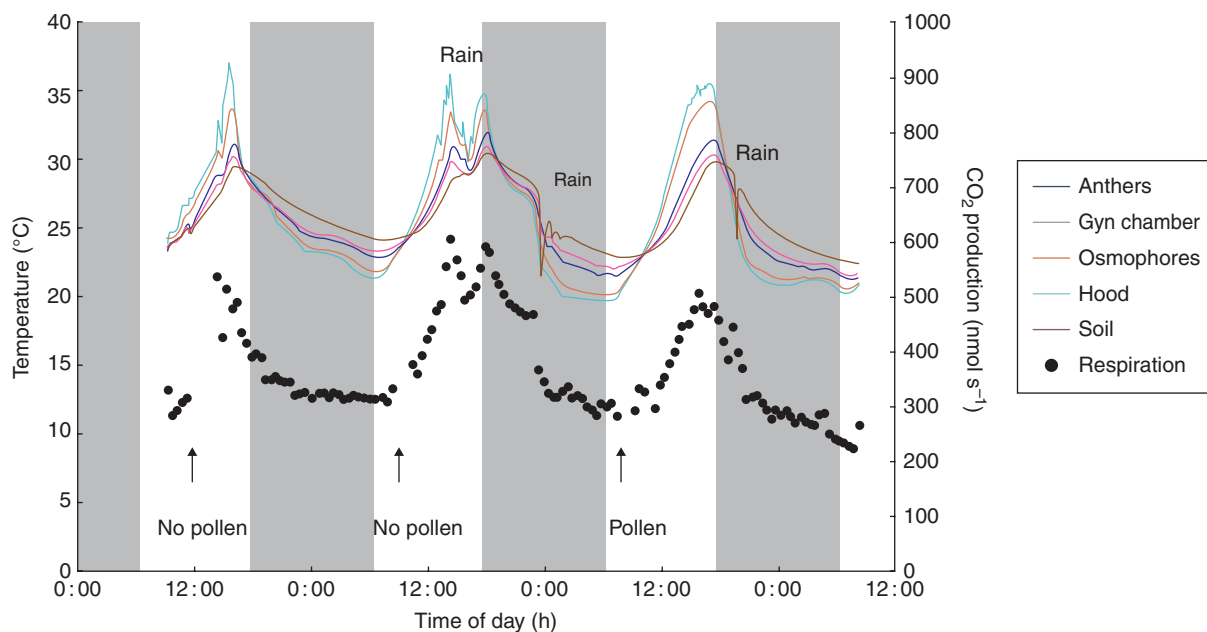 40
35
30
25
20
15
10
5
0
Temperature (°C)
1000
900
800
700
600
500
400
300
200
100
0
CO2 production (nmol s–1)
Rain
Rain
Rain
No pollen
No pollen
Pollen
0:00
12:00
0:00
12:00
0:00
12:00
0:00
12:00
Time of day (h)
Anthers
Gyn chamber
Osmophores
Hood
Soil
Respiration